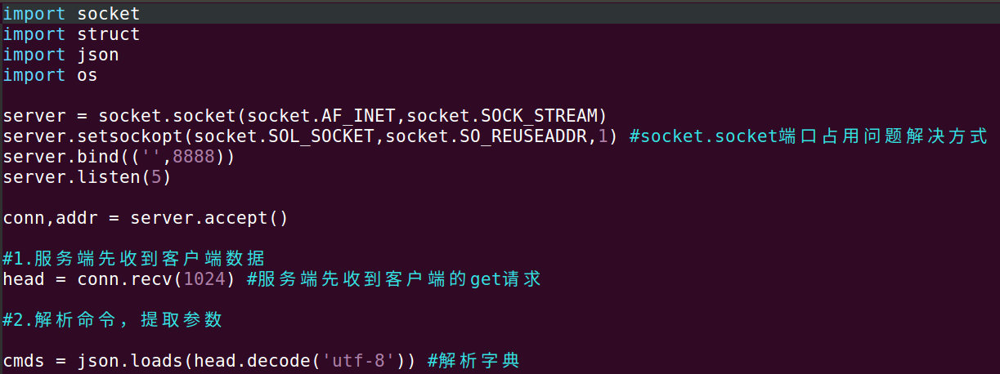 import socket
import struct
import json
import os
server = socket.socket(socket.AF_INET,socket.SOCK_STREAM)
server.setsockopt(socket.SOL_SOCKET,socket.SO_REUSEADDR,1) #socket.socket端口占用问题解决方式
server.bind(('',8888))
server.listen(5)
conn,addr = server.accept()
#1.服务端先收到客户端数据
head = conn.recv(1024) #服务端先收到客户端的get请求
#2.解析命令，提取参数
cmds = json.loads(head.decode('utf-8')) #解析字典